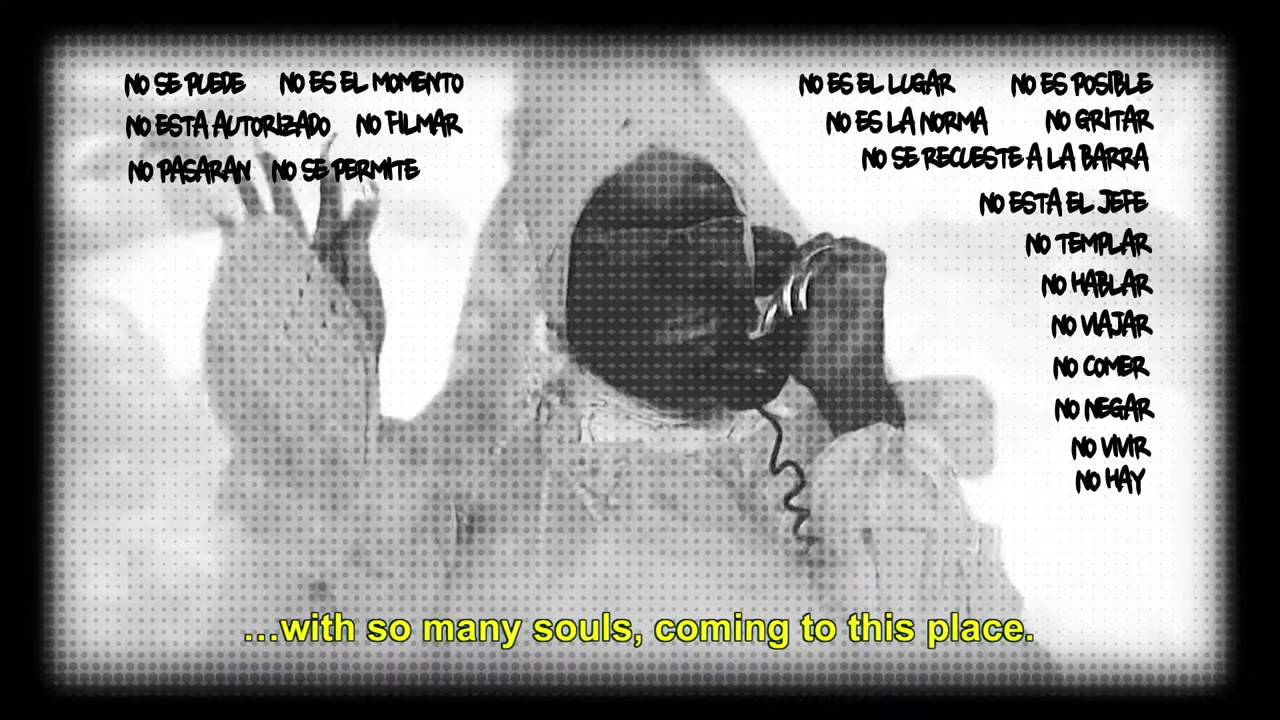 NO SE PUEDE NO ES EL MOMENTO
NO ESTA AUTORIZADO NO FILMAR
NO PASARAN NO SE PERMITE
NO ES EL LUGAR NO ES POSIBLE
NO ES LA NORMA NO GRITAR
NO SE RECUESTE A LA BARRA
NO ESTA EL JEFE
NO TEMPLAR
NO HABLAR
NO VIAJAR
NO COMER
NO NEGAR
NO VIVIR
NO HAY
...with so many souls, coming to this place.